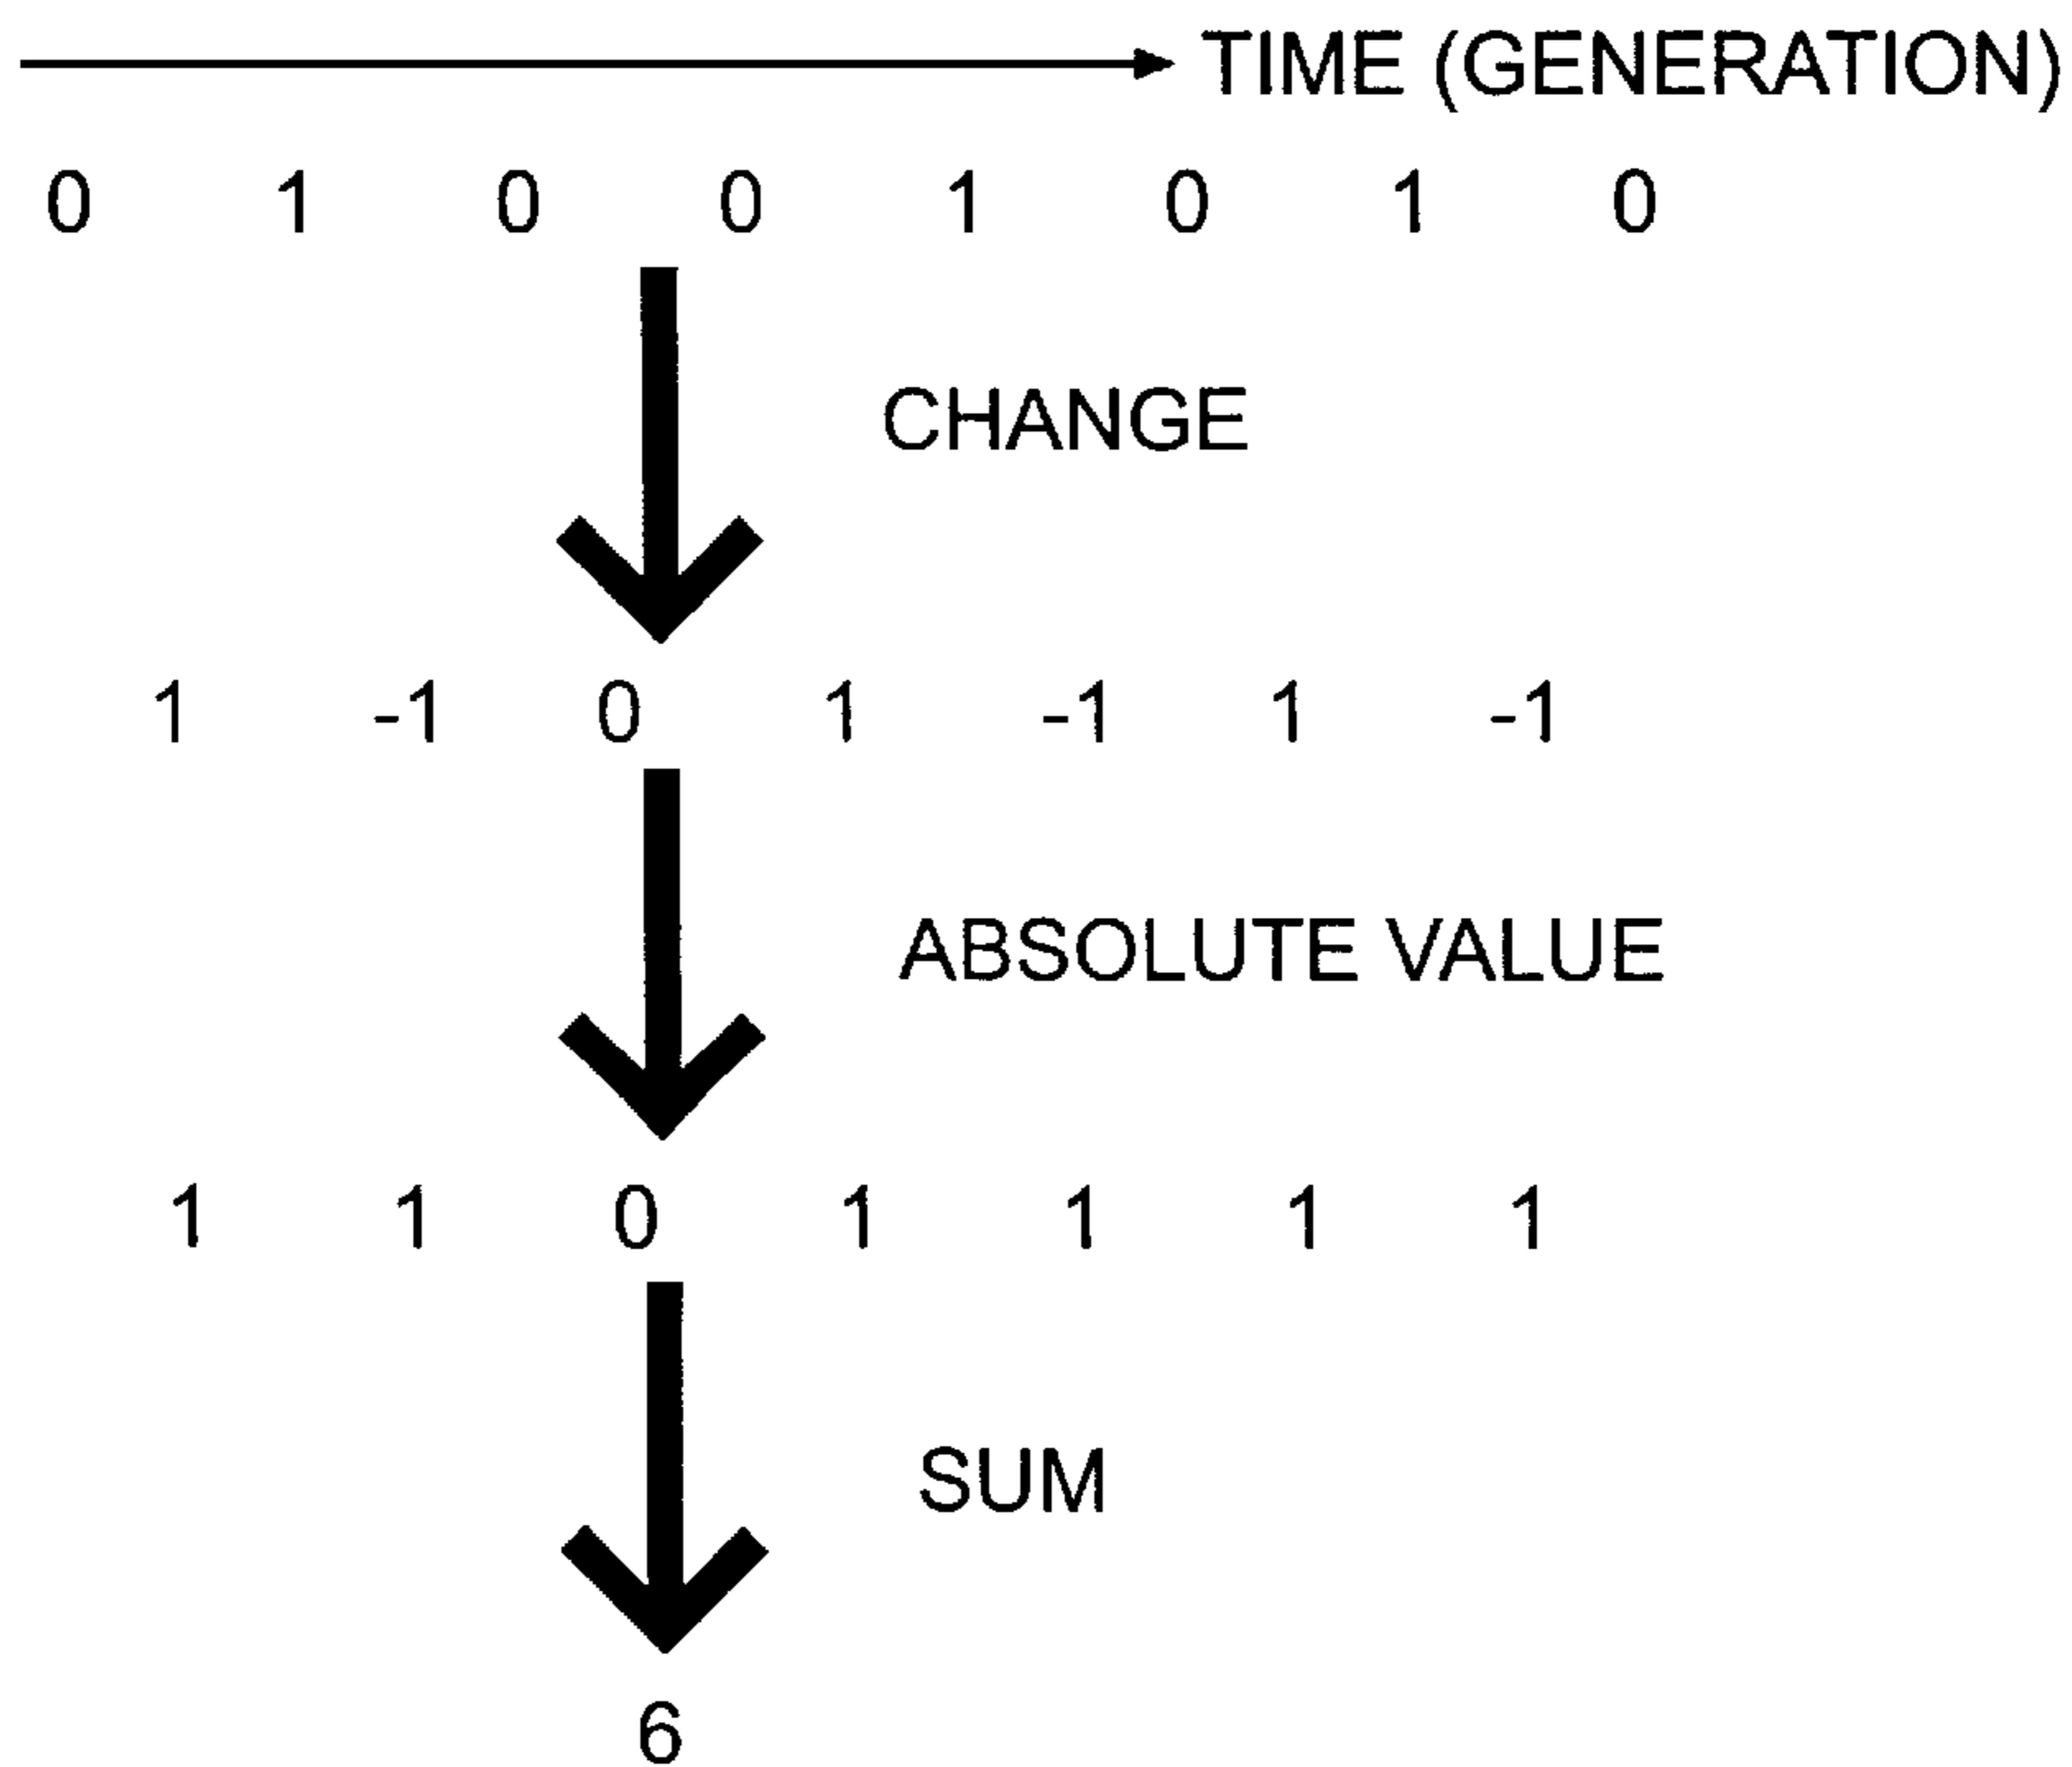 TIME (GENERATION)
0 1 0 0 1 0 1 0
CHANGE
1 -1 0 1 -1 1 -1
ABSOLUTE VALUE
1 1 0 1 1 1 1
SUM
6